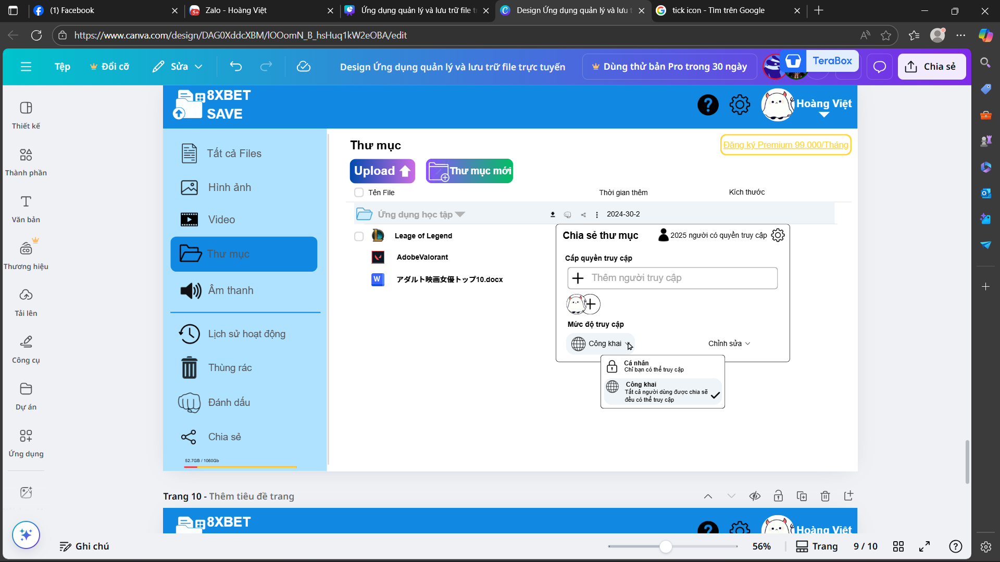 (1) Facebook
Zalo - Hoàng Việt
Ứng dụng quản lý và lưu trữ file t
Design Ứng dụng quản lý và lưu t
tick icon - Tìm trên Google
https://www.canva.com/design/DAG0XddcXBM/lOOomN_B_hsHuq1kW2eOBA/edit
Tệp
Đổi cỡ
Sửa
Design Ứng dụng quản lý và lưu trữ file trực tuyến
Dùng thử bản Pro trong 30 ngày
TeraBox
Chia sẻ
Thiết kế
Thành phần
Văn bản
Thương hiệu
Tải lên
Công cụ
Dự án
Ứng dụng
8XBET
SAVE
Hoàng Việt
Tất cả Files
Hình ảnh
Video
Thư mục
Âm thanh
Lịch sử hoạt động
Thùng rác
Đánh dấu
Chia sẻ
52.7GB / 1060Gb
Thư mục
Đăng ký Premium 99.000/Tháng
Upload
Thư mục mới
Tên File
Thời gian thêm
Kích thước
Ứng dụng học tập
2024-30-2
Leage of Legend
AdobeValorant
アダルト映画女優トップ10.docx
Chia sẻ thư mục
2025 người có quyền truy cập
Cấp quyền truy cập
Thêm người truy cập
Mức độ truy cập
Công khai
Chỉnh sửa
Cá nhân
Chỉ bạn có thể truy cập
Công khai
Tất cả người dùng được chia sẽ
đều có thể truy cập
Trang 10 - Thêm tiêu đề trang
8XBET
Hoàng Việt
Ghi chú
56%
Trang
9 / 10